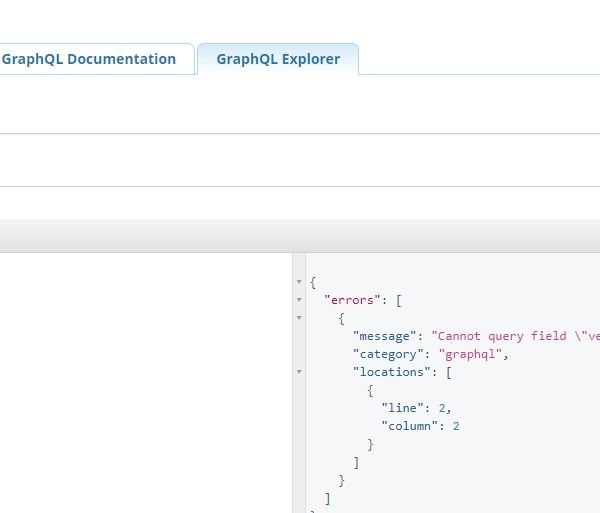 GraphQL Documentation
GraphQL Explorer
{
"errors": [
{
"message": "Cannot query field \"ve
"category": "graphql",
"locations": [
{
"line": 2,
"column": 2
}
]
}
]